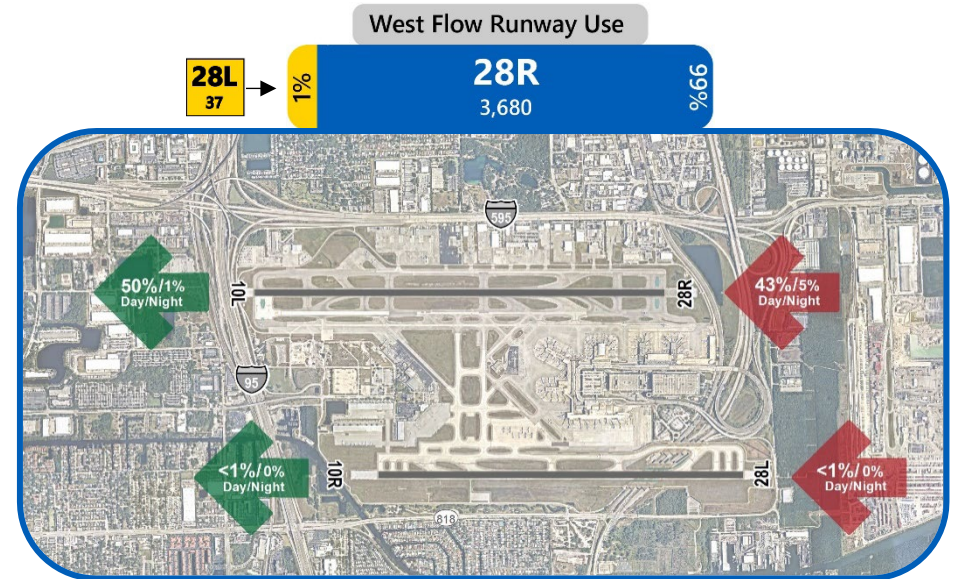 West Flow Runway Use
28L
37
1%
28R
3,680
99%
595
50%/1%
Day/Night
10L
28R
43%/5%
Day/Night
95
<1%/0%
Day/Night
10R
28L
<1%/0%
Day/Night
818